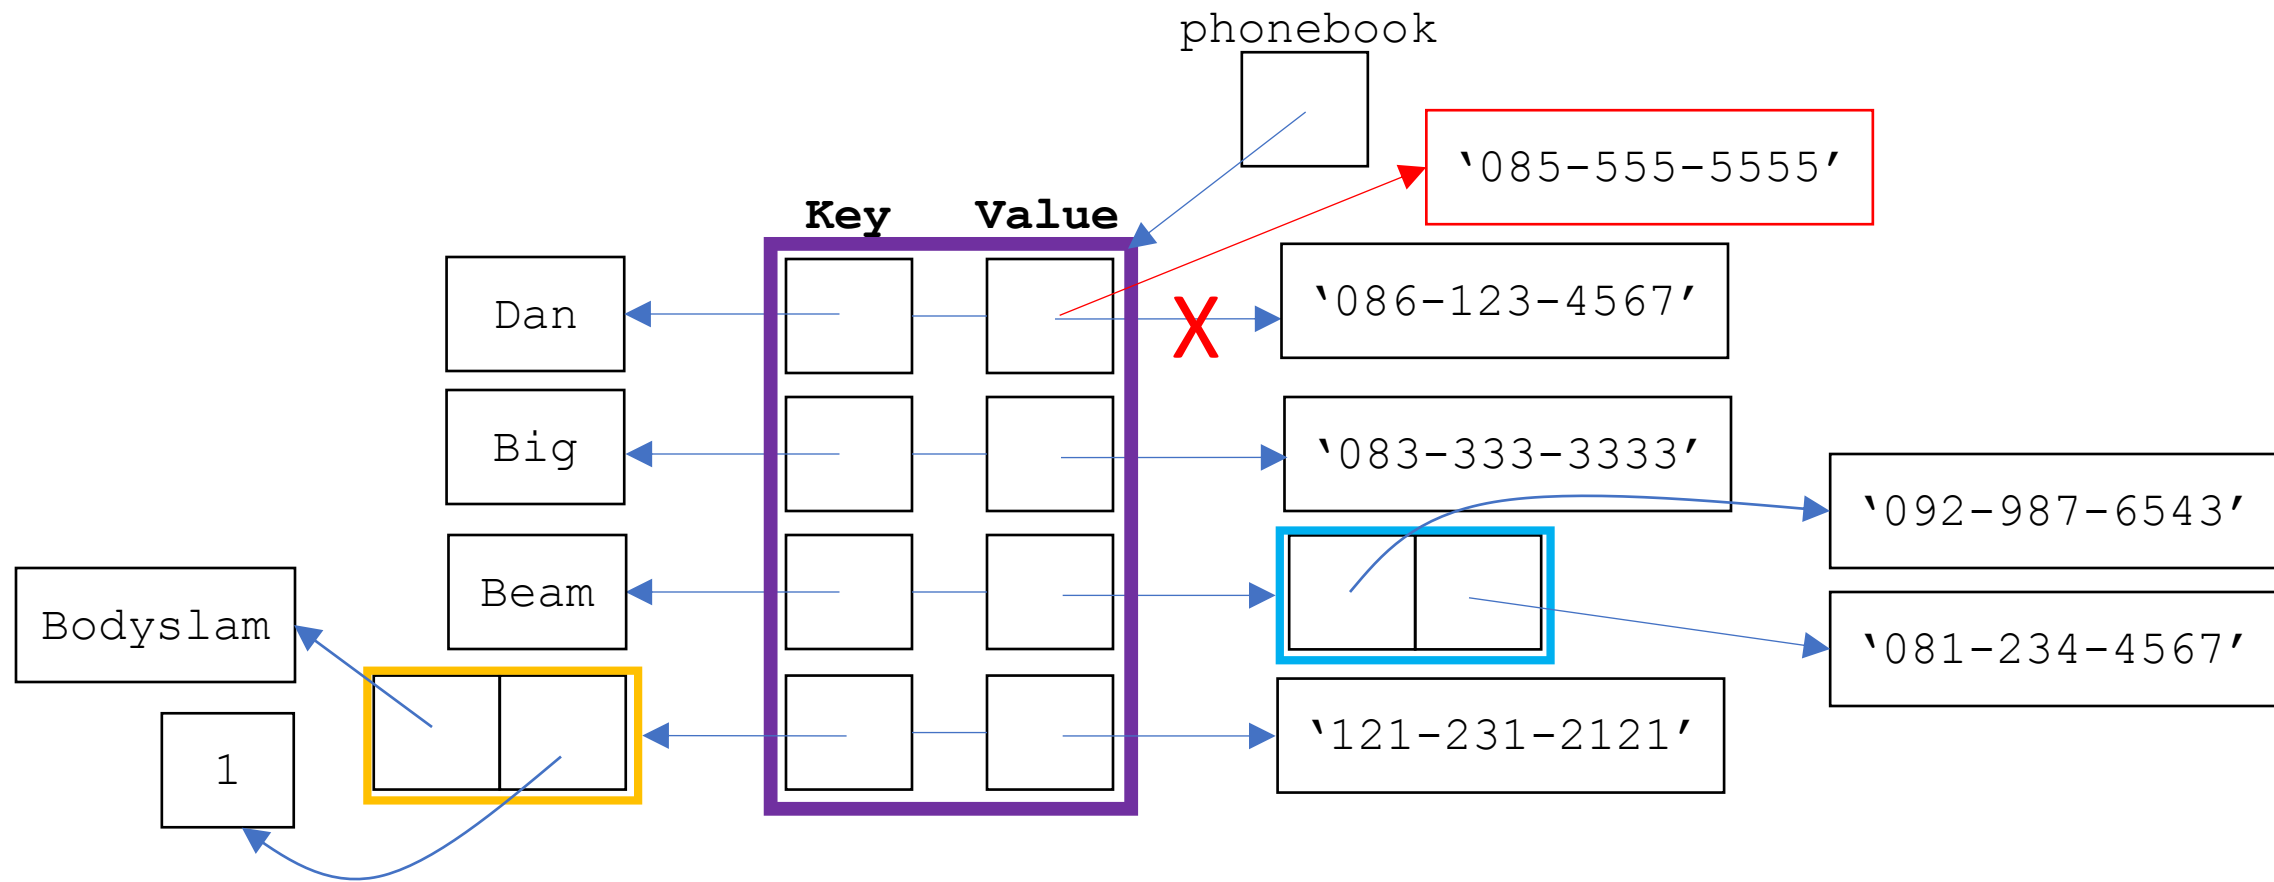 phonebook
‘085-555-5555’
Key Value
Dan
‘086-123-4567’
Big
‘083-333-3333’
‘092-987-6543’
Beam
Bodyslam
‘081-234-4567’
1
‘121-231-2121’
X